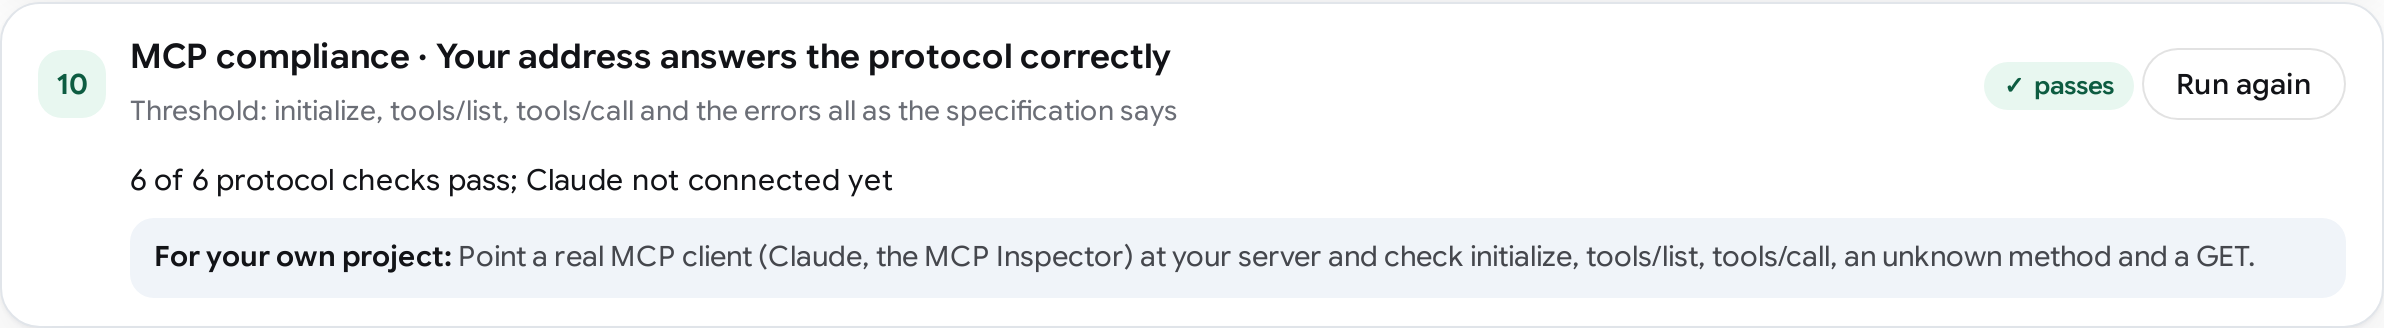 10
MCP compliance · Your address answers the protocol correctly
Threshold: initialize, tools/list, tools/call and the errors all as the specification says
✓ passes
Run again
6 of 6 protocol checks pass; Claude not connected yet
For your own project: Point a real MCP client (Claude, the MCP Inspector) at your server and check initialize, tools/list, tools/call, an unknown method and a GET.